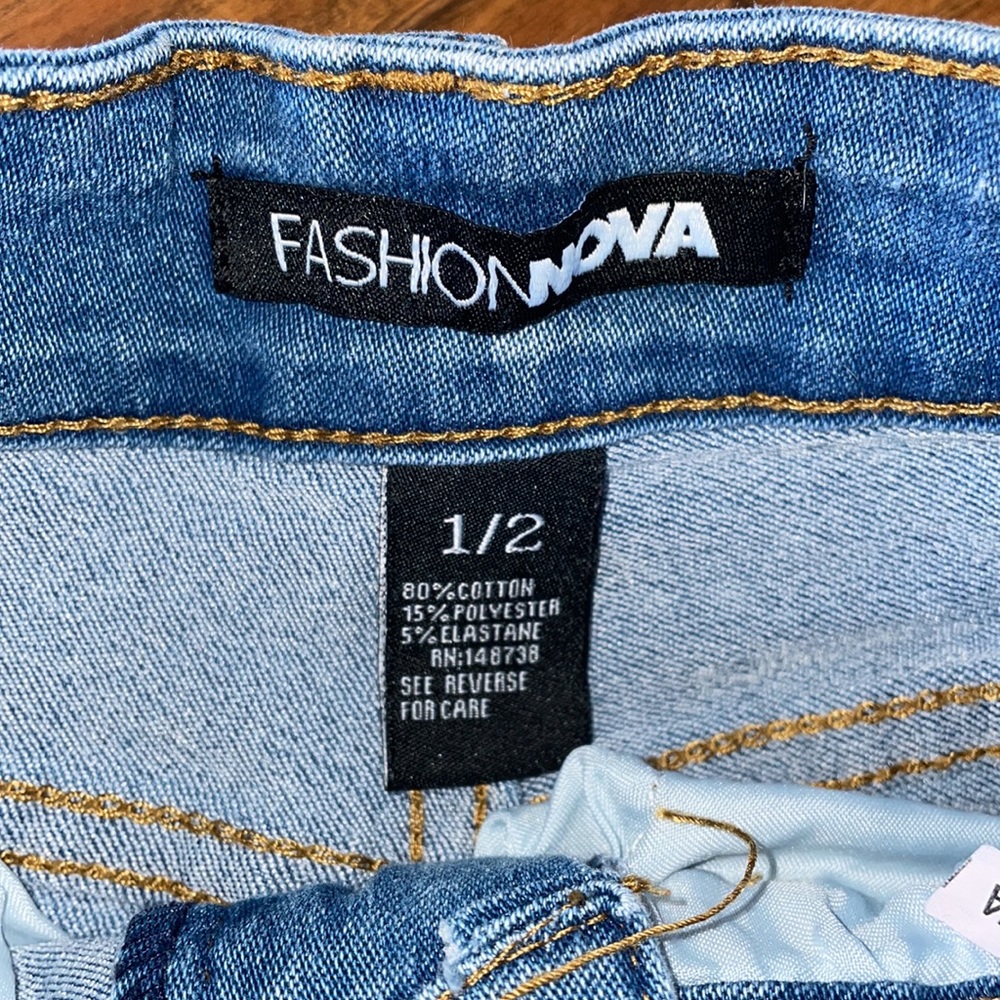 FASHIONNOVA
1/2
80%COTTON
15%POLYESTER
5%ELASTANE
RN:148738
SEE REVERSE
FOR CARE